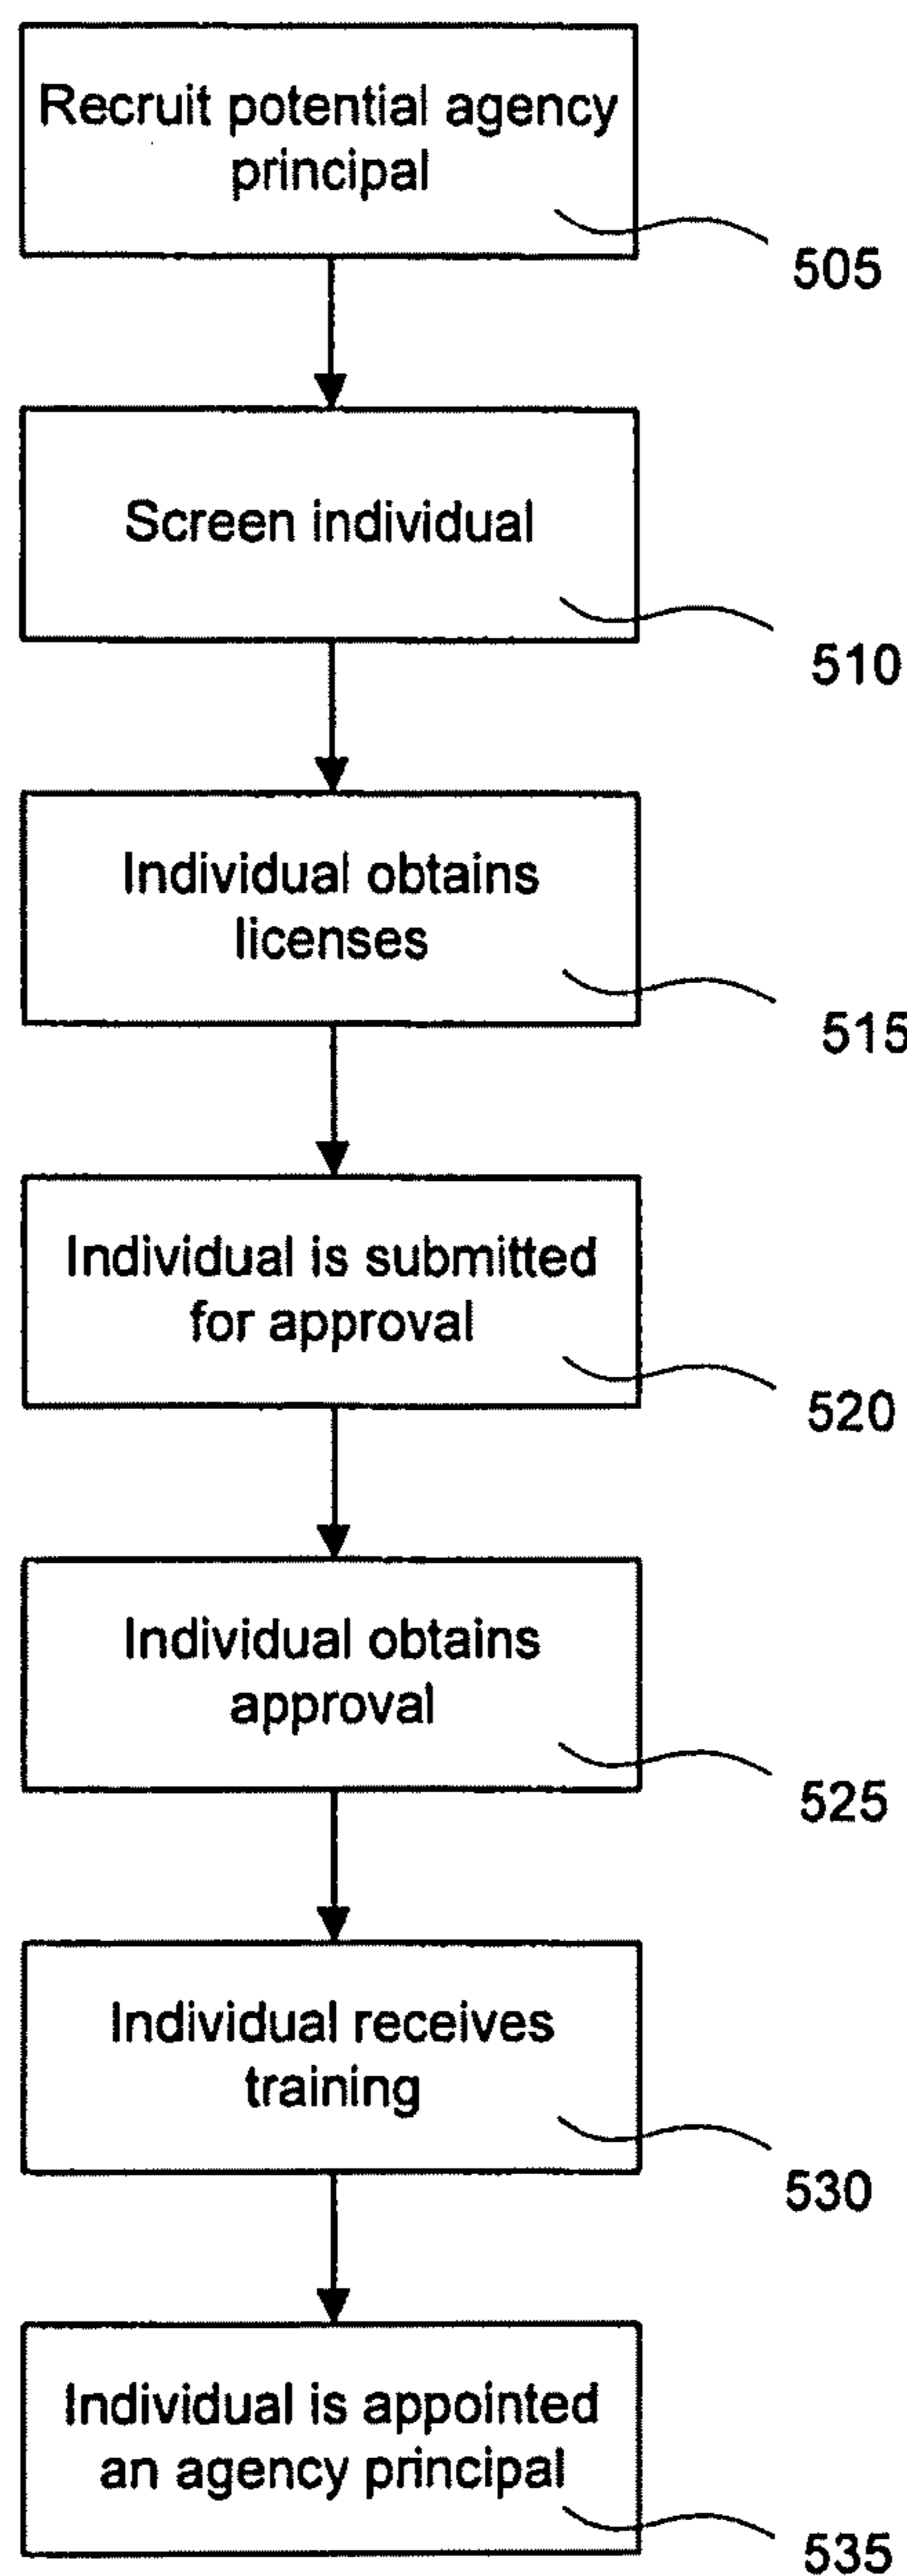 Recruit potential agency
principal
505
Screen individual
510
Individual obtains
licenses
515
Individual is submitted
for approval
520
Individual obtains
approval
525
Individual receives
training
530
Individual is appointed
an agency principal
535